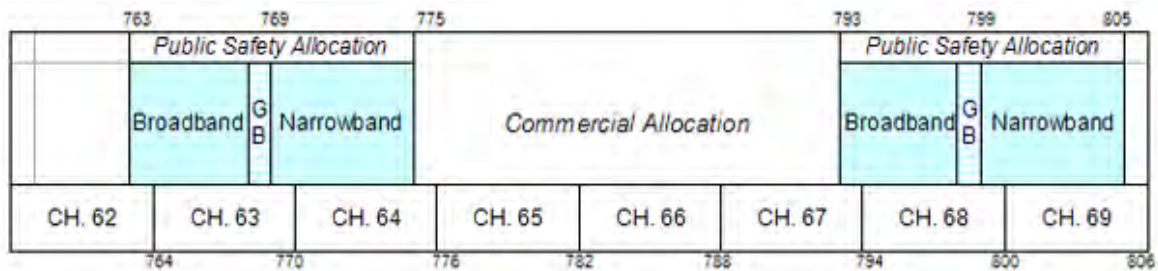 763 769 775 793 799 805
Public Safety Allocation Public Safety Allocation
Broadband G B Narrowband Commercial Allocation Broadband G B Narrowband
CH. 62 CH. 63 CH. 64 CH. 65 CH. 66 CH. 67 CH. 68 CH. 69
764 770 776 782 788 794 800 806